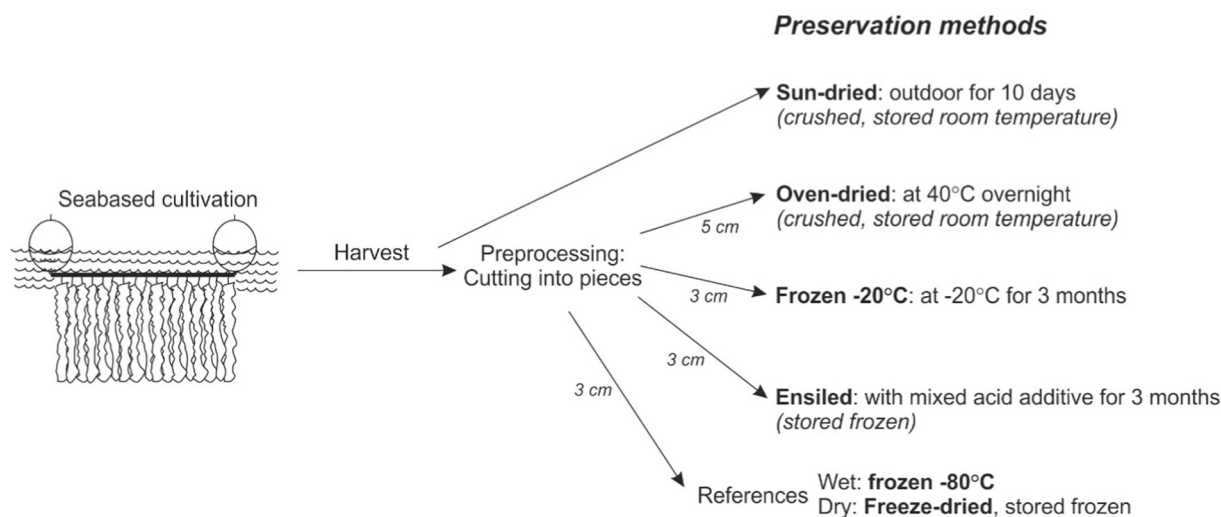 Preservation methods
Sun-dried: outdoor for 10 days
(crushed, stored room temperature)
Seabased cultivation
Oven-dried: at 40°C overnight
(crushed, stored room temperature)
5 cm
Harvest
Preprocessing:
Cutting into pieces
3 cm
Frozen -20°C: at -20°C for 3 months
3 cm
3 cm
Ensiled: with mixed acid additive for 3 months
(stored frozen)
References
Wet: frozen -80°C
Dry: Freeze-dried, stored frozen